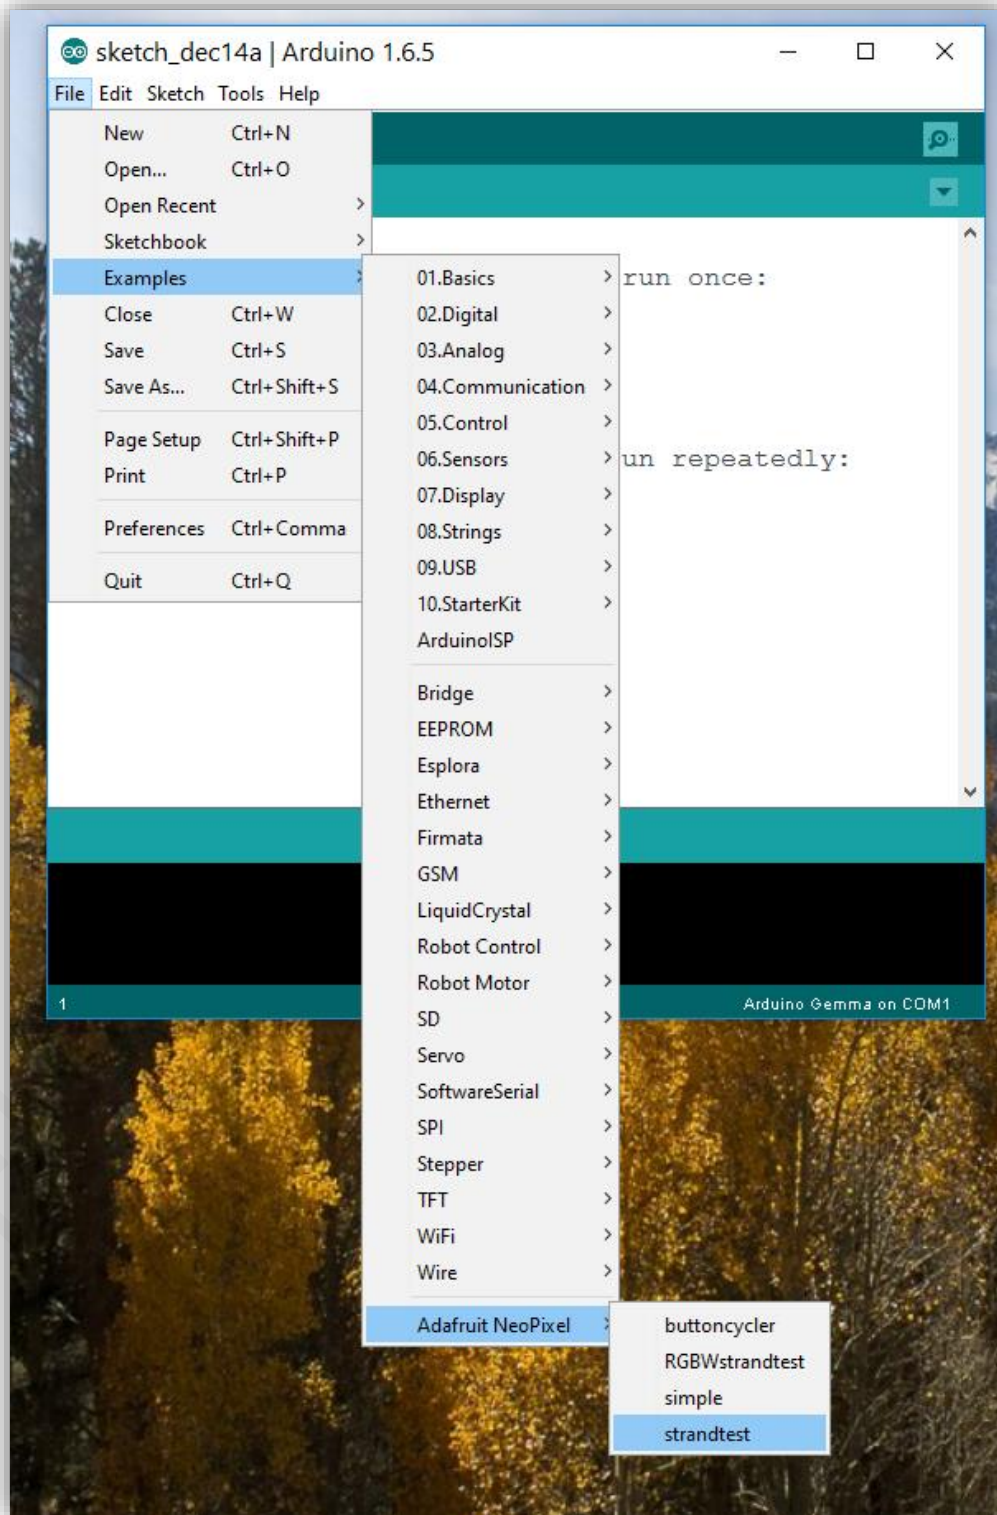 sketch_dec14a | Arduino 1.6.5
File Edit Sketch Tools Help
New Ctrl+N
Open... Ctrl+O
Open Recent
Sketchbook
Examples
Close Ctrl+W
Save Ctrl+S
Save As... Ctrl+Shift+S
Page Setup Ctrl+Shift+P
Print Ctrl+P
Preferences Ctrl+Comma
Quit Ctrl+Q
run once:
un repeatedly:
01.Basics
02.Digital
03.Analog
04.Communication
05.Control
06.Sensors
07.Display
08.Strings
09.USB
10.StarterKit
ArduinoISP
Bridge
EEPROM
Esplora
Ethernet
Firmata
GSM
LiquidCrystal
Robot Control
Robot Motor
SD
Servo
SoftwareSerial
SPI
Stepper
TFT
WiFi
Wire
Adafruit NeoPixel
buttoncycler
RGBWstrandtest
simple
strandtest
1 Arduino Gemma on COM1